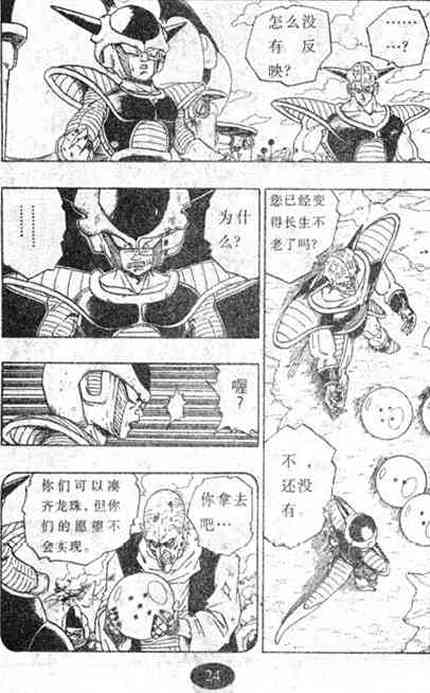 ……
…?
怎么没
有反
映?
您已经变
得长生不
老了吗?
为什
么?
……
喔
?
不,
还没
有。
你拿去
吧…
你们可以凑
齐龙珠,但你
们的愿望不
会实现。
24